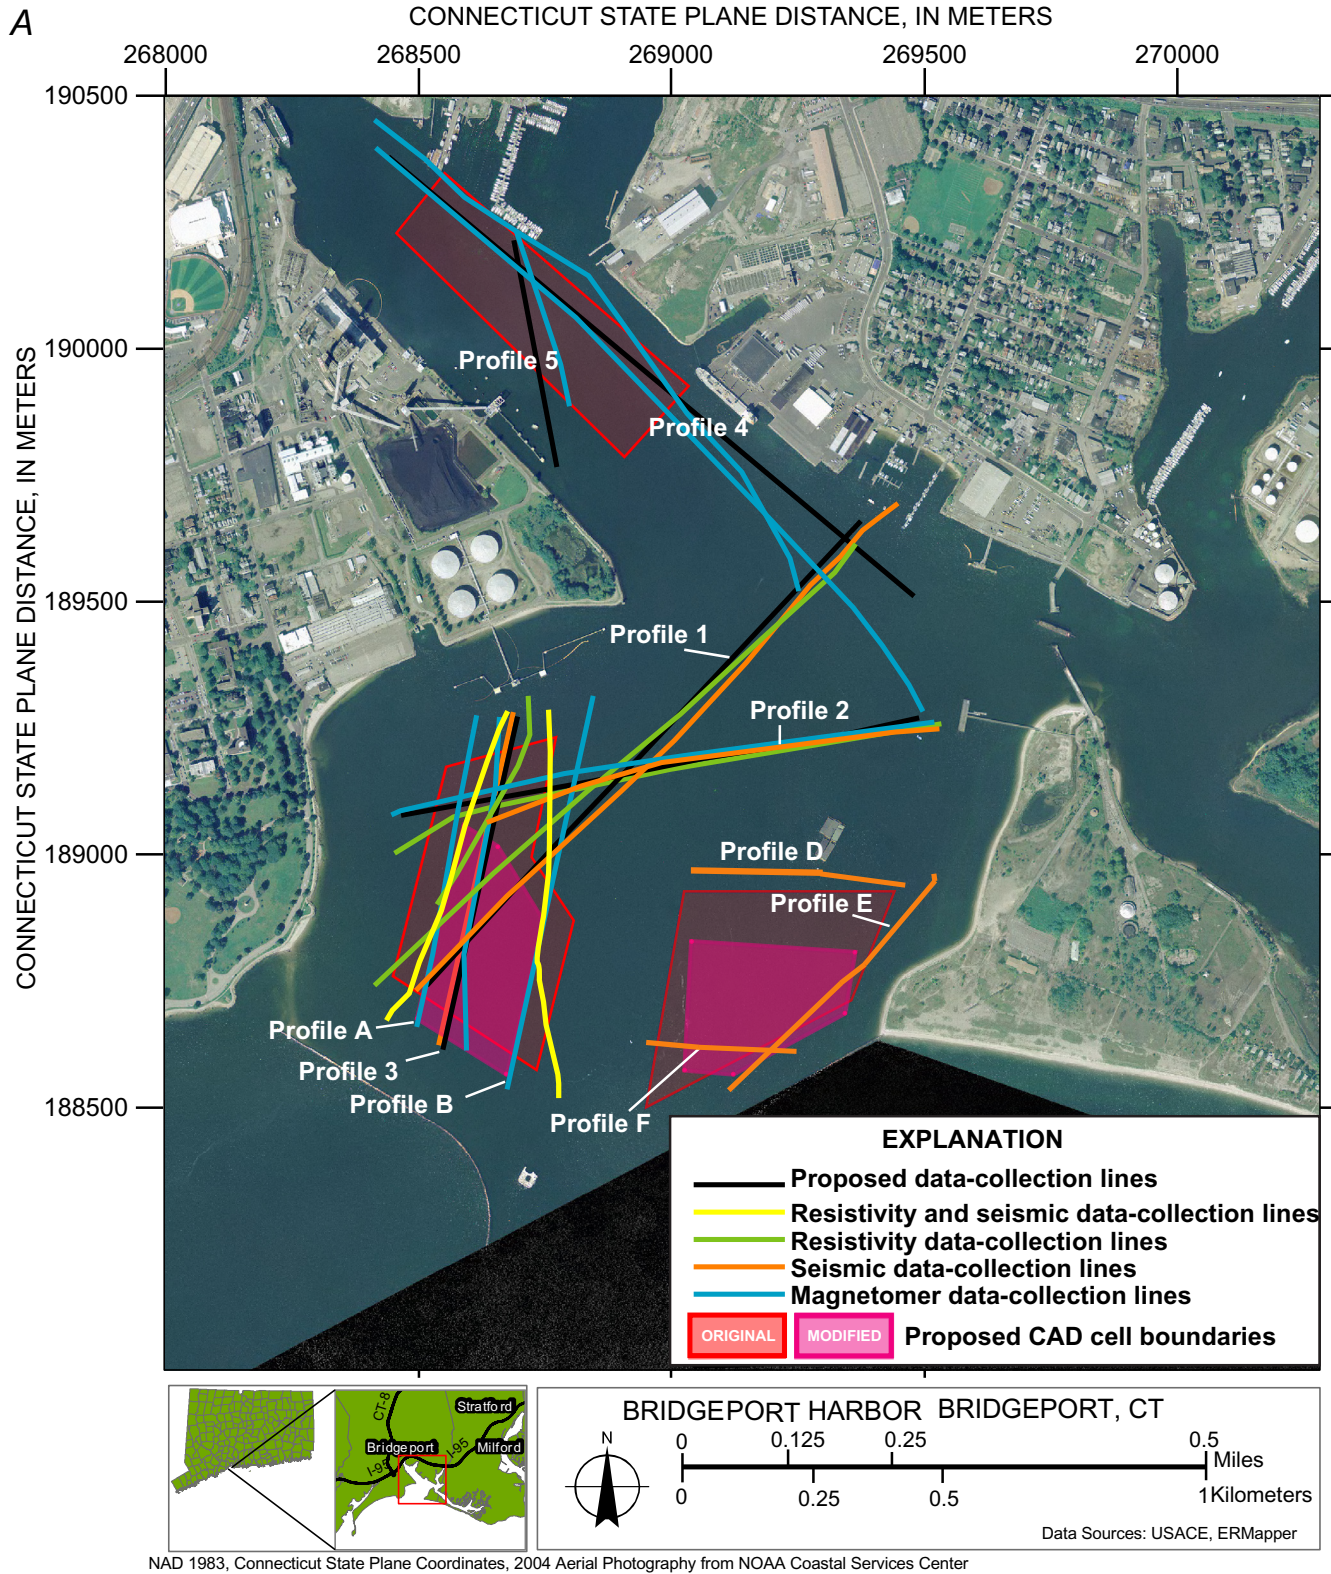 A
CONNECTICUT STATE PLANE DISTANCE, IN METERS
268000 268500 269000 269500 270000
190500
190000
189500
189000
188500
CONNECTICUT STATE PLANE DISTANCE, IN METERS
Profile 5
Profile 4
Profile 1
Profile 2
Profile D
Profile E
Profile A
Profile 3
Profile B
Profile F
EXPLANATION
Proposed data-collection lines
Resistivity and seismic data-collection lines
Resistivity data-collection lines
Seismic data-collection lines
Magnetomer data-collection lines
ORIGINAL MODIFIED Proposed CAD cell boundaries
CT-8
Stratford
Bridgeport
I-95
Milford
I-95
BRIDGEPORT HARBOR BRIDGEPORT, CT
N
0 0.125 0.25 0.5
Miles
0 0.25 0.5 1 Kilometers
Data Sources: USACE, ERMapper
NAD 1983, Connecticut State Plane Coordinates, 2004 Aerial Photography from NOAA Coastal Services Center